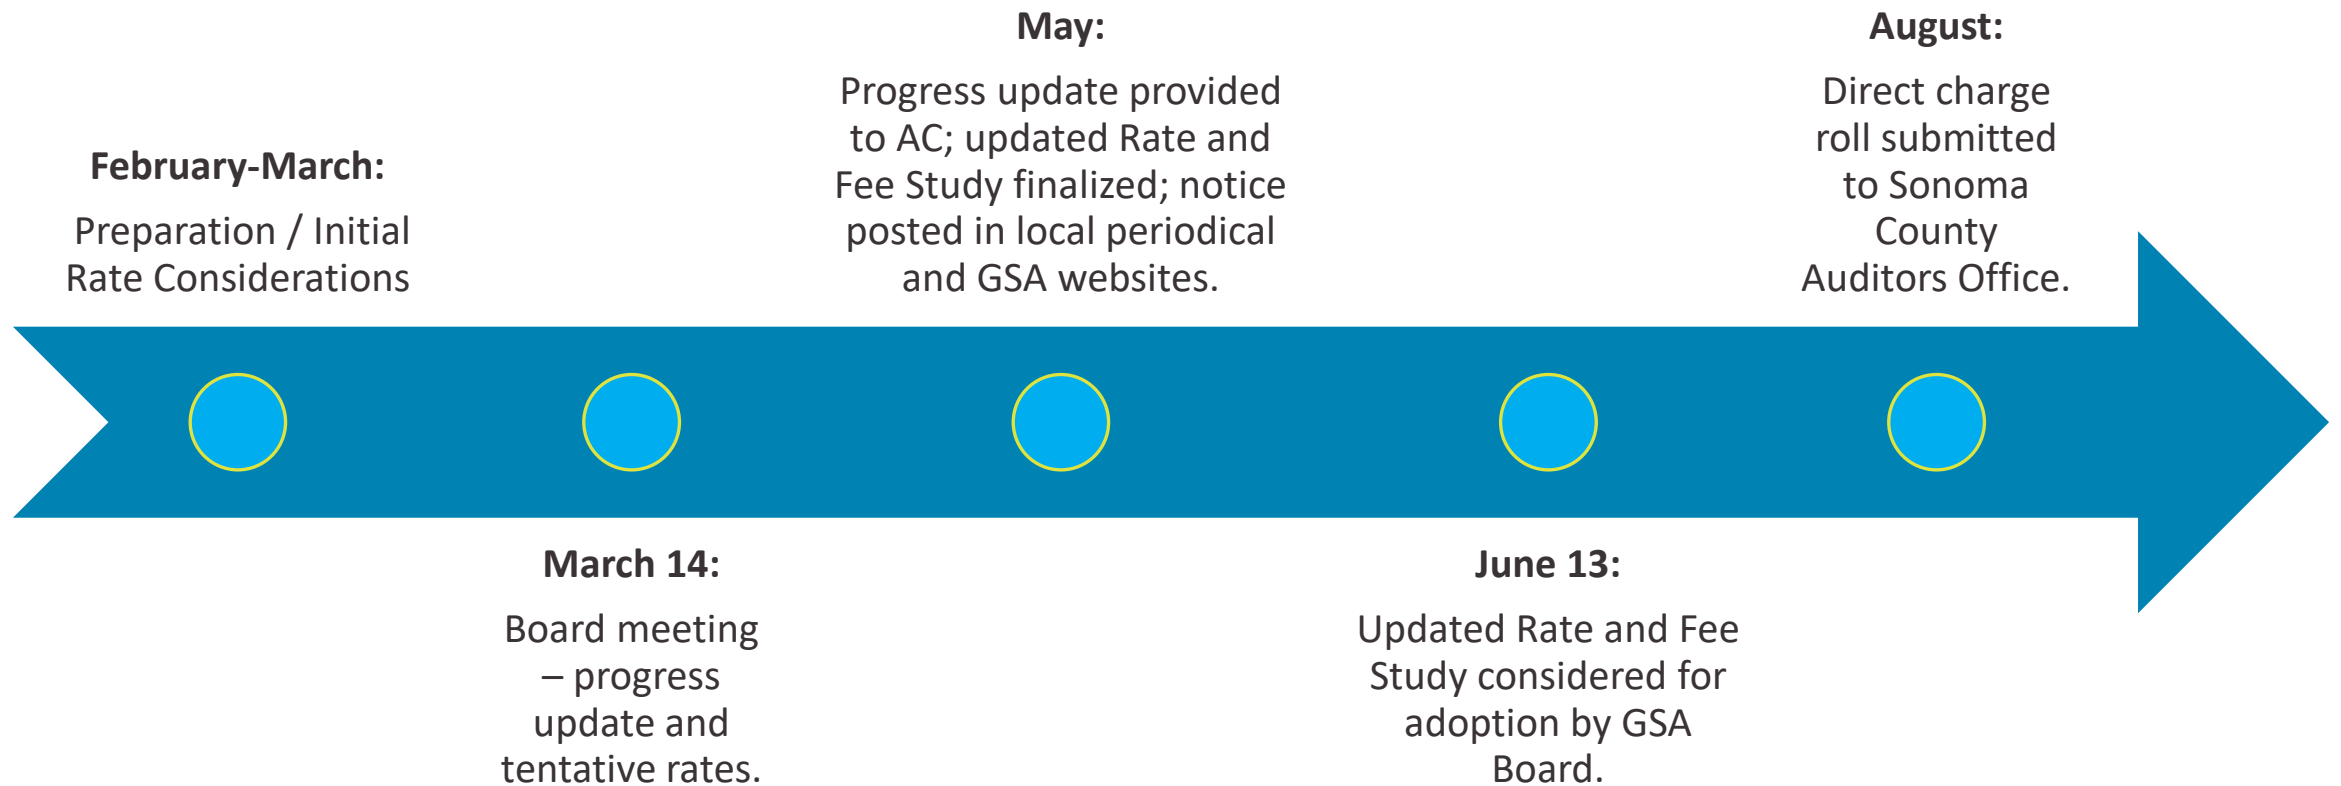 February-March:
Preparation / Initial
Rate Considerations
March 14:
Board meeting
– progress
update and
tentative rates.
May:
Progress update provided
to AC; updated Rate and
Fee Study finalized; notice
posted in local periodical
and GSA websites.
June 13:
Updated Rate and Fee
Study considered for
adoption by GSA
Board.
August:
Direct charge
roll submitted
to Sonoma
County
Auditors Office.